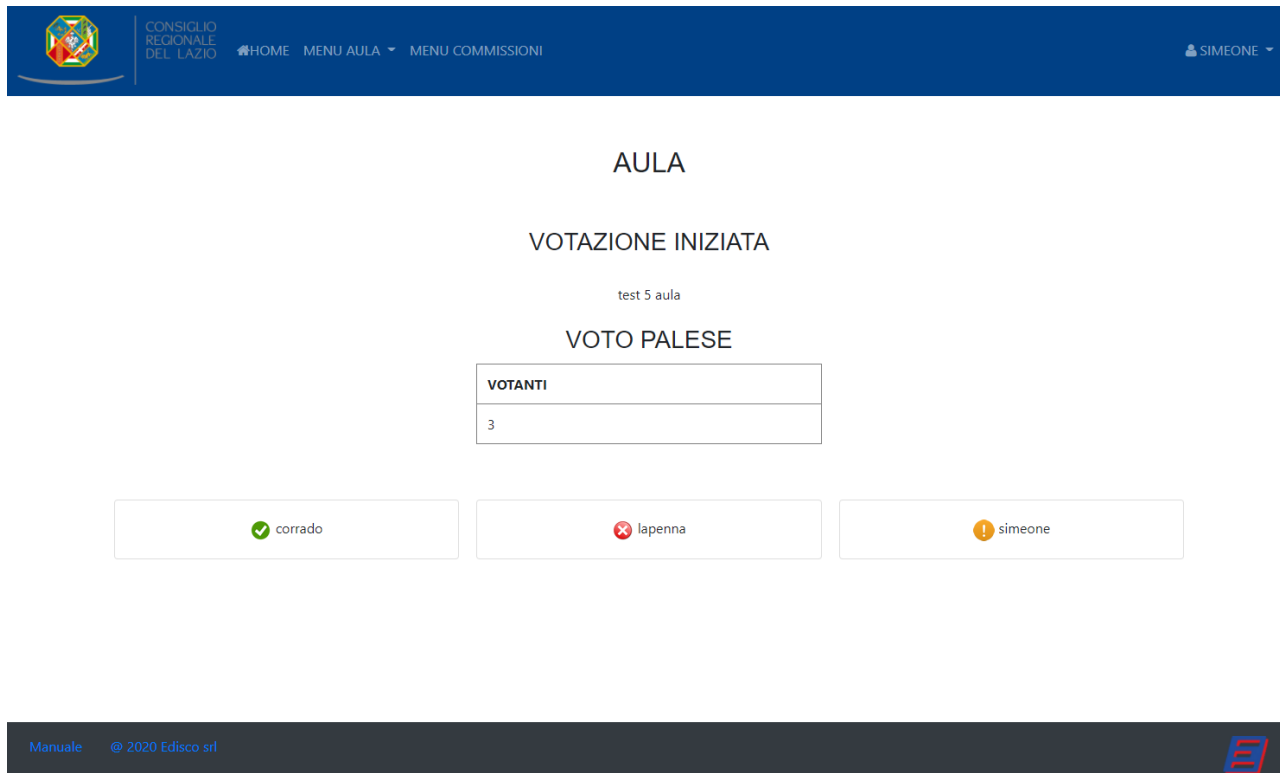 CONSIGLIO
REGIONALE
DEL LAZIO
HOME MENU AULA MENU COMMISSIONI
SIMEONE
AULA
VOTAZIONE INIZIATA
test 5 aula
VOTO PALESE
VOTANTI
3
corrado
lapenna
simeone
Manuale @ 2020 Edisco srl